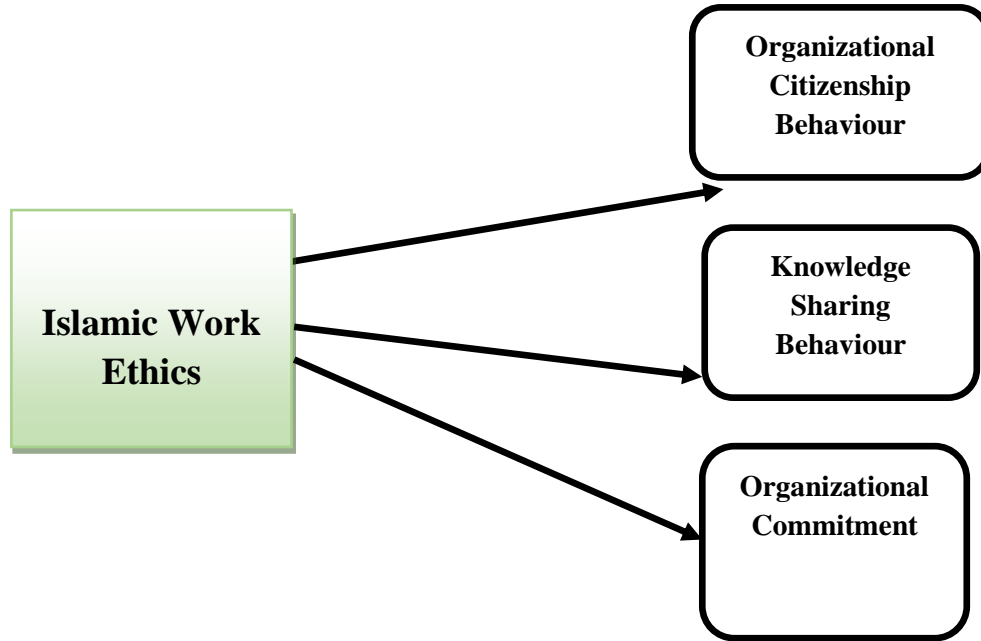 Organizational
Citizenship
Behaviour
Islamic Work
Ethics
Knowledge
Sharing
Behaviour
Organizational
Commitment